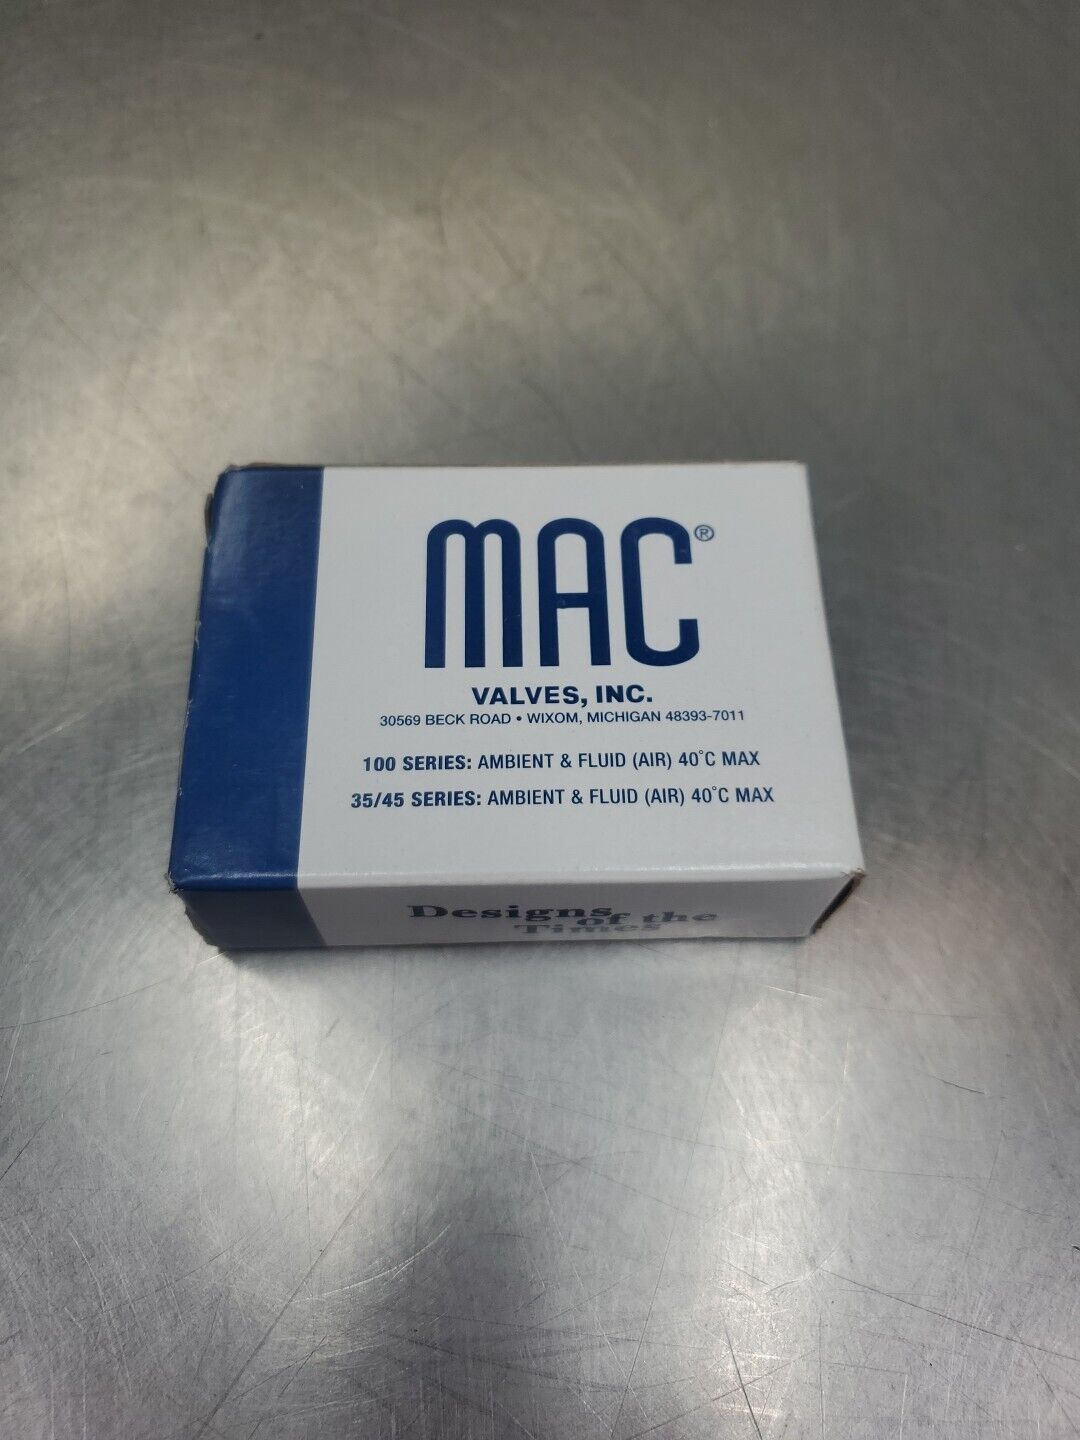 MAC®
VALVES, INC.
30569 BECK ROAD • WIXOM, MICHIGAN 48393-7011
100 SERIES: AMBIENT & FLUID (AIR) 40°C MAX
35/45 SERIES: AMBIENT & FLUID (AIR) 40°C MAX
Designs
of the
Times